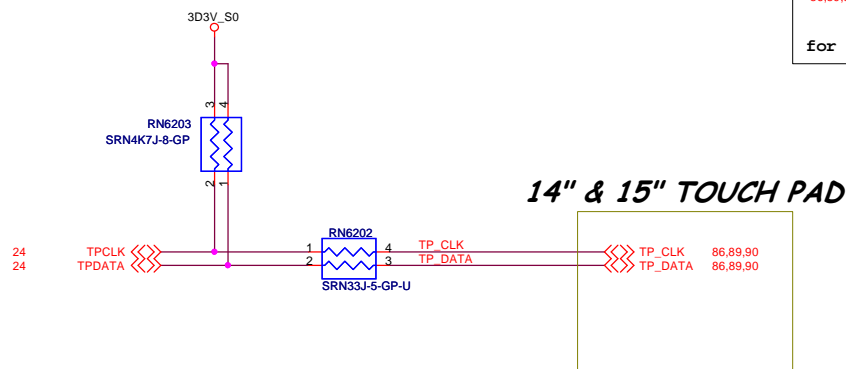 3D3V_S0
for
3
4
RN6203
SRN4K7J-8-GP
2
1
14" & 15" TOUCH PAD
RN6202
24 TPCLK 1 4 TP_CLK TP_CLK 86,89,90
24 TPDATA 2 3 TP_DATA TP_DATA 86,89,90
SRN33J-5-GP-U